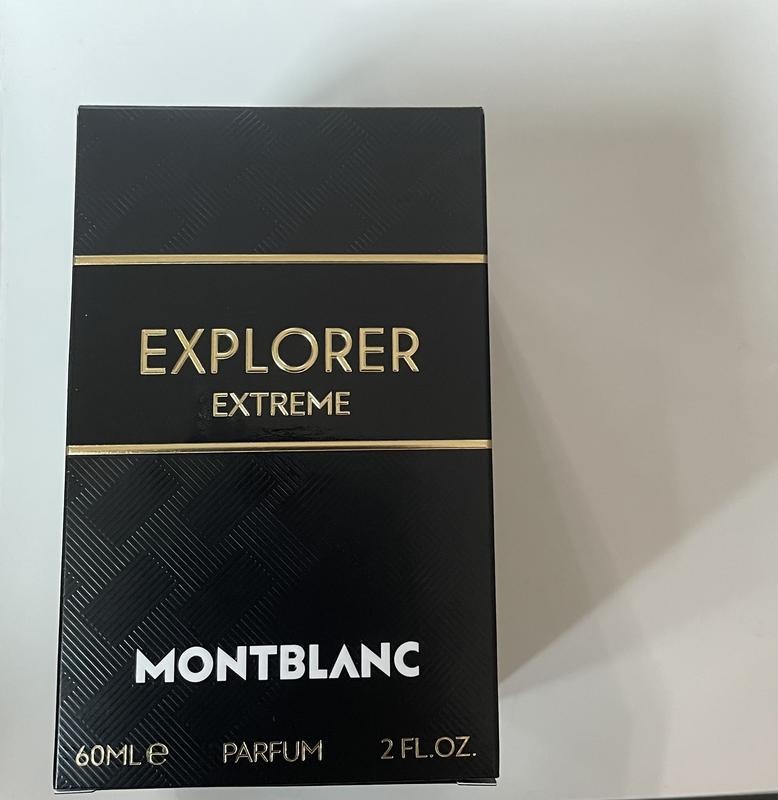 EXPLORER
EXTREME
MONTBLANC
60ML ℮ PARFUM 2 FL.OZ.